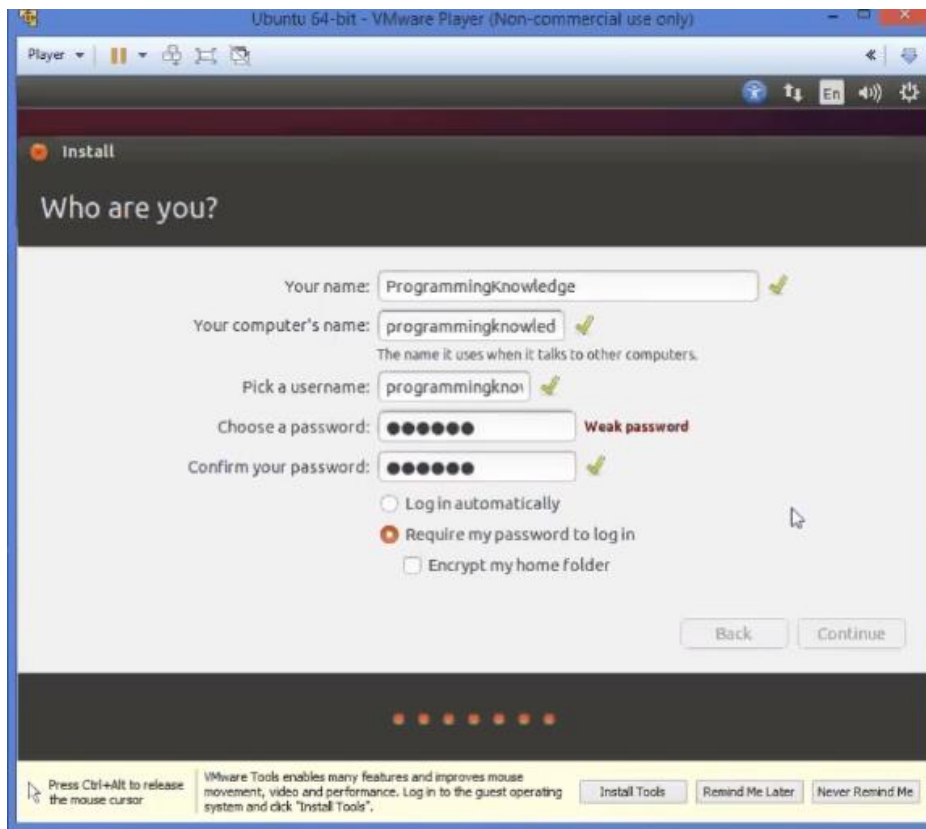 Ubuntu 64-bit - VMware Player (Non-commercial use only)
Player
En
Install
Who are you?
Your name: ProgrammingKnowledge
Your computer's name: programmingknowled
The name it uses when it talks to other computers.
Pick a username: programmingknow
Choose a password: ●●●●●● Weak password
Confirm your password: ●●●●●●
Log in automatically
Require my password to log in
Encrypt my home folder
Back Continue
Press Ctrl+Alt to release
the mouse cursor
VMware Tools enables many features and improves mouse
movement, video and performance. Log in to the guest operating
system and click "Install Tools".
Install Tools Remind Me Later Never Remind Me